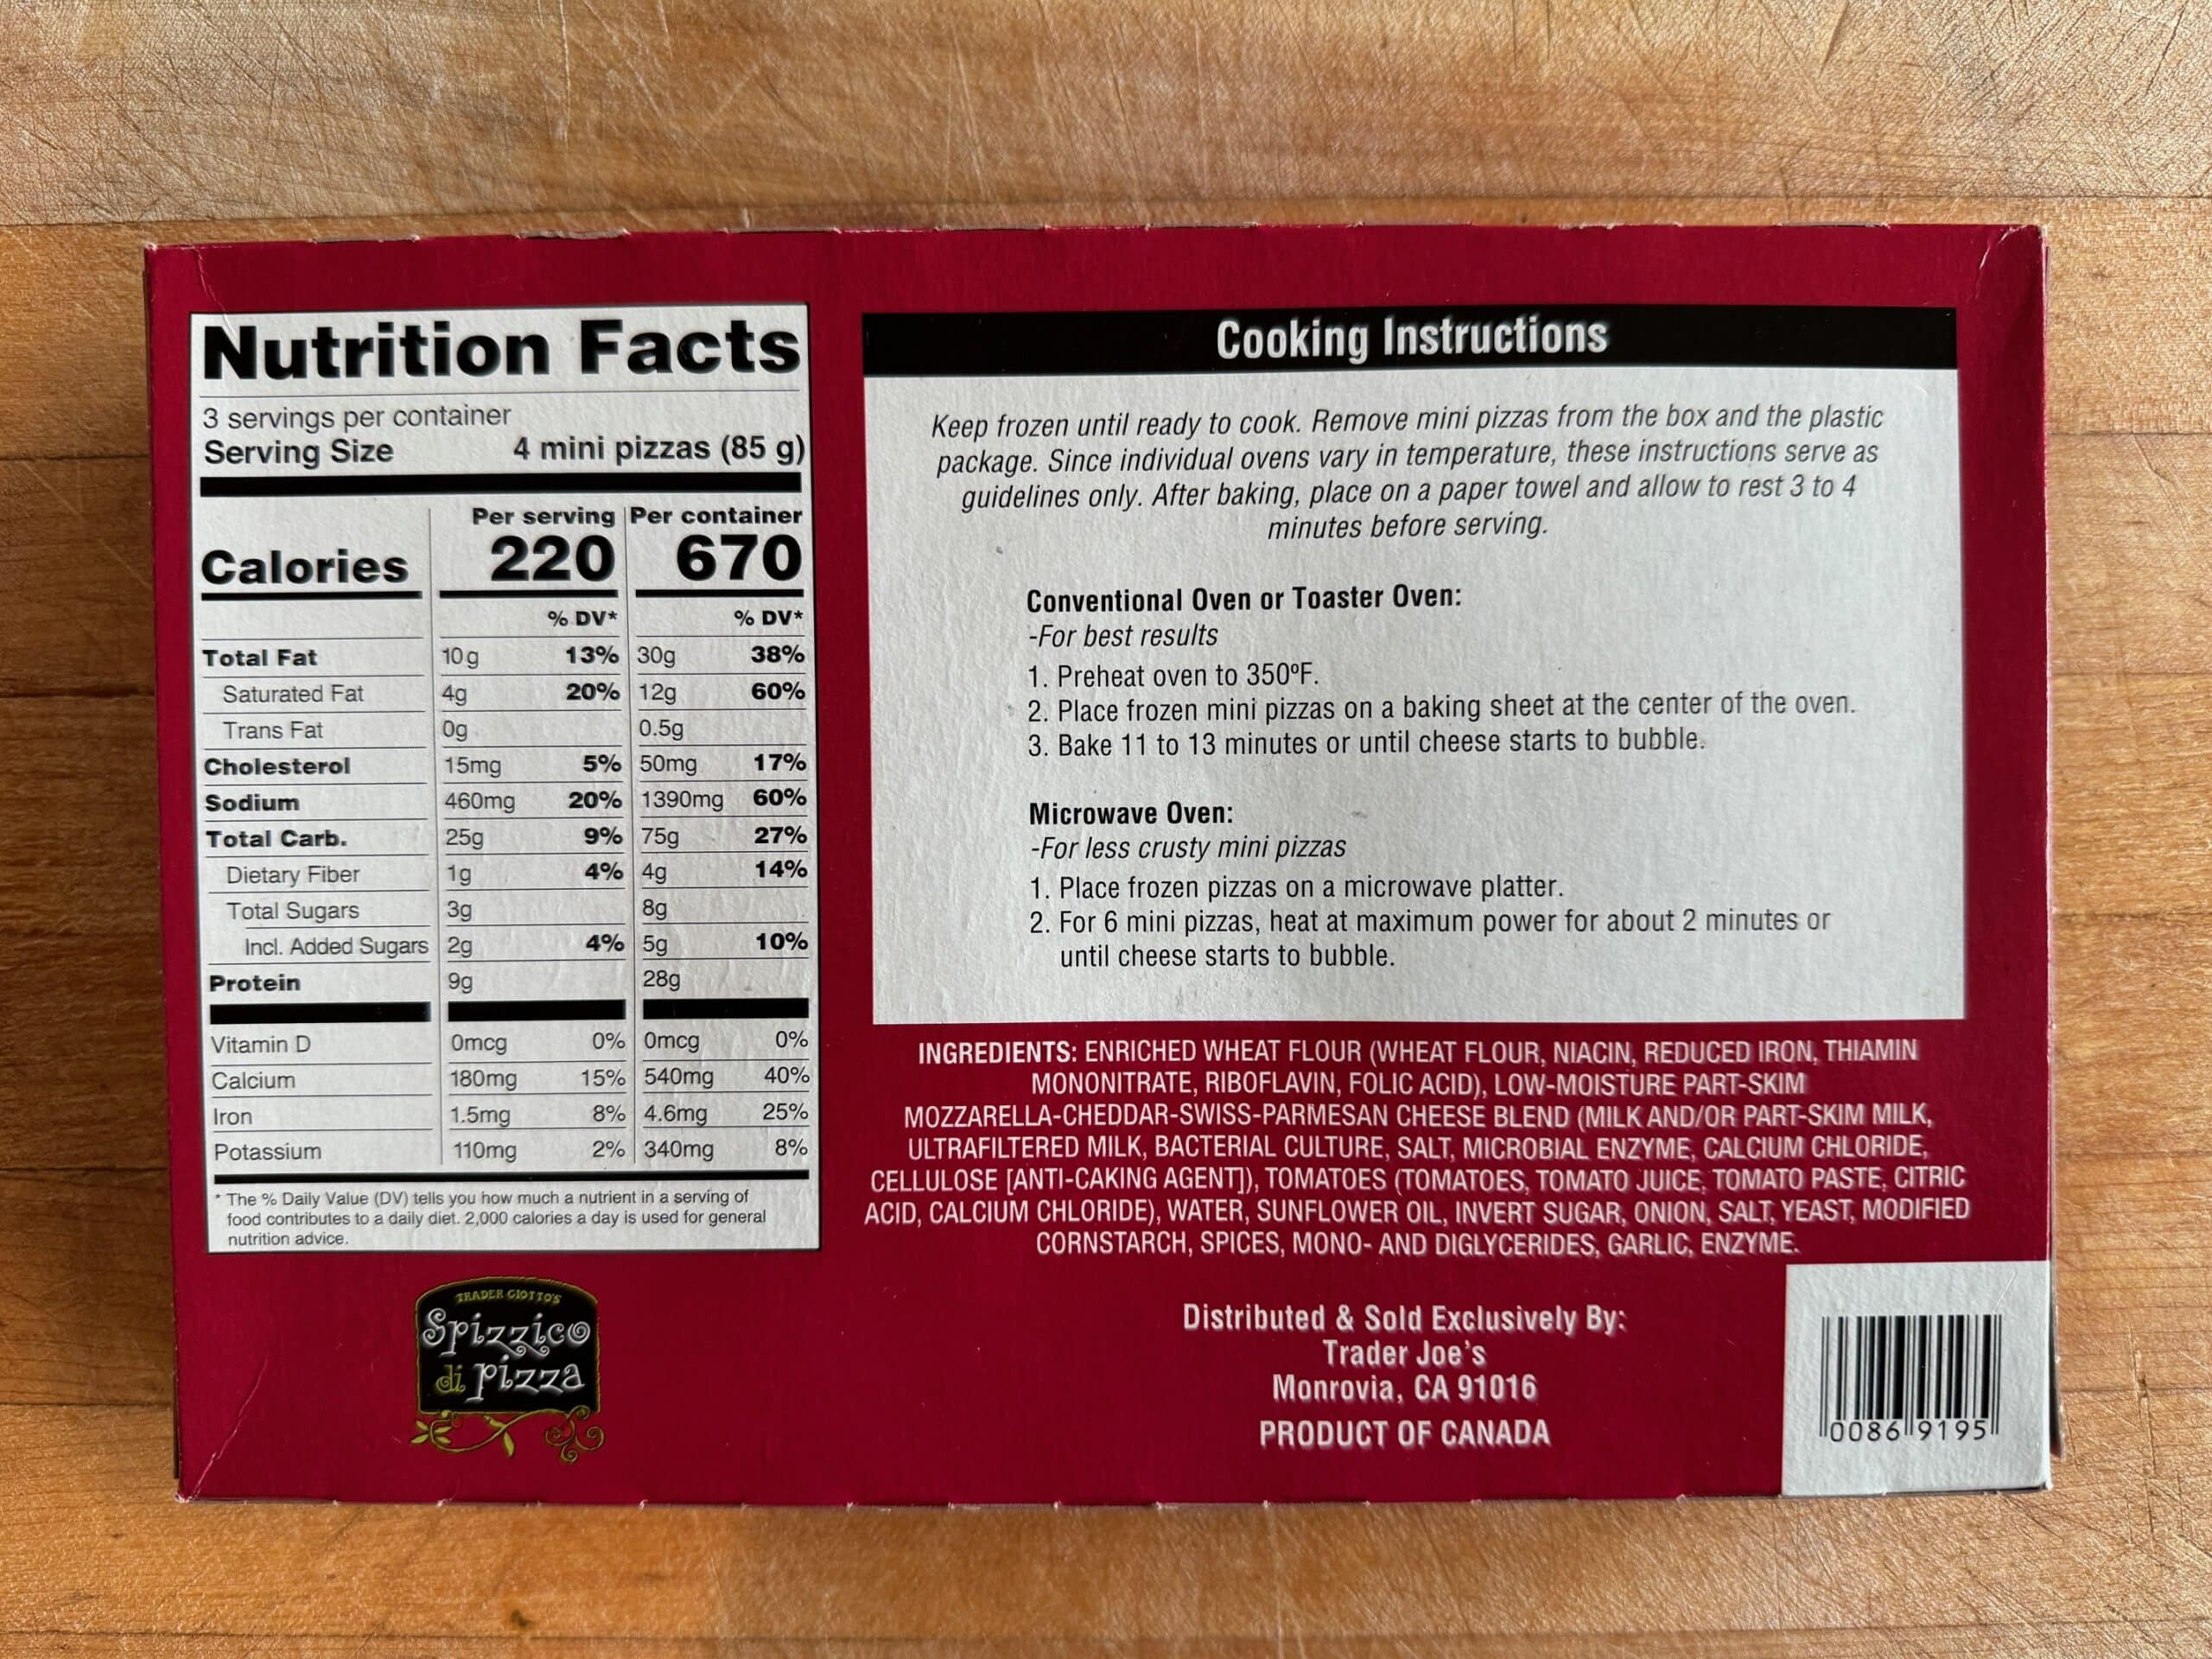 Nutrition Facts
3 servings per container
Serving Size 4 mini pizzas (85 g)
Per serving Per container
Calories 220 670
% DV* % DV*
Total Fat 10g 13% 30g 38%
Saturated Fat 4g 20% 12g 60%
Trans Fat 0g 0.5g
Cholesterol 15mg 5% 50mg 17%
Sodium 460mg 20% 1390mg 60%
Total Carb. 25g 9% 75g 27%
Dietary Fiber 1g 4% 4g 14%
Total Sugars 3g 8g
Incl. Added Sugars 2g 4% 5g 10%
Protein 9g 28g
Vitamin D 0mcg 0% 0mcg 0%
Calcium 180mg 15% 540mg 40%
Iron 1.5mg 8% 4.6mg 25%
Potassium 110mg 2% 340mg 8%
* The % Daily Value (DV) tells you how much a nutrient in a serving of
food contributes to a daily diet. 2,000 calories a day is used for general
nutrition advice.
TRADER GIOTTO'S
Spizzico
di pizza
Cooking Instructions
Keep frozen until ready to cook. Remove mini pizzas from the box and the plastic
package. Since individual ovens vary in temperature, these instructions serve as
guidelines only. After baking, place on a paper towel and allow to rest 3 to 4
minutes before serving.
Conventional Oven or Toaster Oven:
-For best results
1. Preheat oven to 350ºF.
2. Place frozen mini pizzas on a baking sheet at the center of the oven.
3. Bake 11 to 13 minutes or until cheese starts to bubble.
Microwave Oven:
-For less crusty mini pizzas
1. Place frozen pizzas on a microwave platter.
2. For 6 mini pizzas, heat at maximum power for about 2 minutes or
until cheese starts to bubble.
INGREDIENTS: ENRICHED WHEAT FLOUR (WHEAT FLOUR, NIACIN, REDUCED IRON, THIAMIN
MONONITRATE, RIBOFLAVIN, FOLIC ACID), LOW-MOISTURE PART-SKIM
MOZZARELLA-CHEDDAR-SWISS-PARMESAN CHEESE BLEND (MILK AND/OR PART-SKIM MILK,
ULTRAFILTERED MILK, BACTERIAL CULTURE, SALT, MICROBIAL ENZYME, CALCIUM CHLORIDE,
CELLULOSE [ANTI-CAKING AGENT]), TOMATOES (TOMATOES, TOMATO JUICE, TOMATO PASTE, CITRIC
ACID, CALCIUM CHLORIDE), WATER, SUNFLOWER OIL, INVERT SUGAR, ONION, SALT, YEAST, MODIFIED
CORNSTARCH, SPICES, MONO- AND DIGLYCERIDES, GARLIC, ENZYME.
Distributed & Sold Exclusively By:
Trader Joe's
Monrovia, CA 91016
PRODUCT OF CANADA
0086 9195